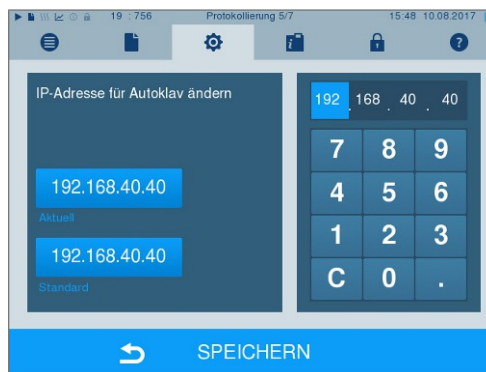 19 : 756 Protokollierung 5/7 15:48 10.08.2017
IP-Adresse für Autoklav ändern
192.168.40.40
Aktuell
192.168.40.40
Standard
192 . 168 . 40 . 40
7 8 9
4 5 6
1 2 3
C 0 .
SPEICHERN